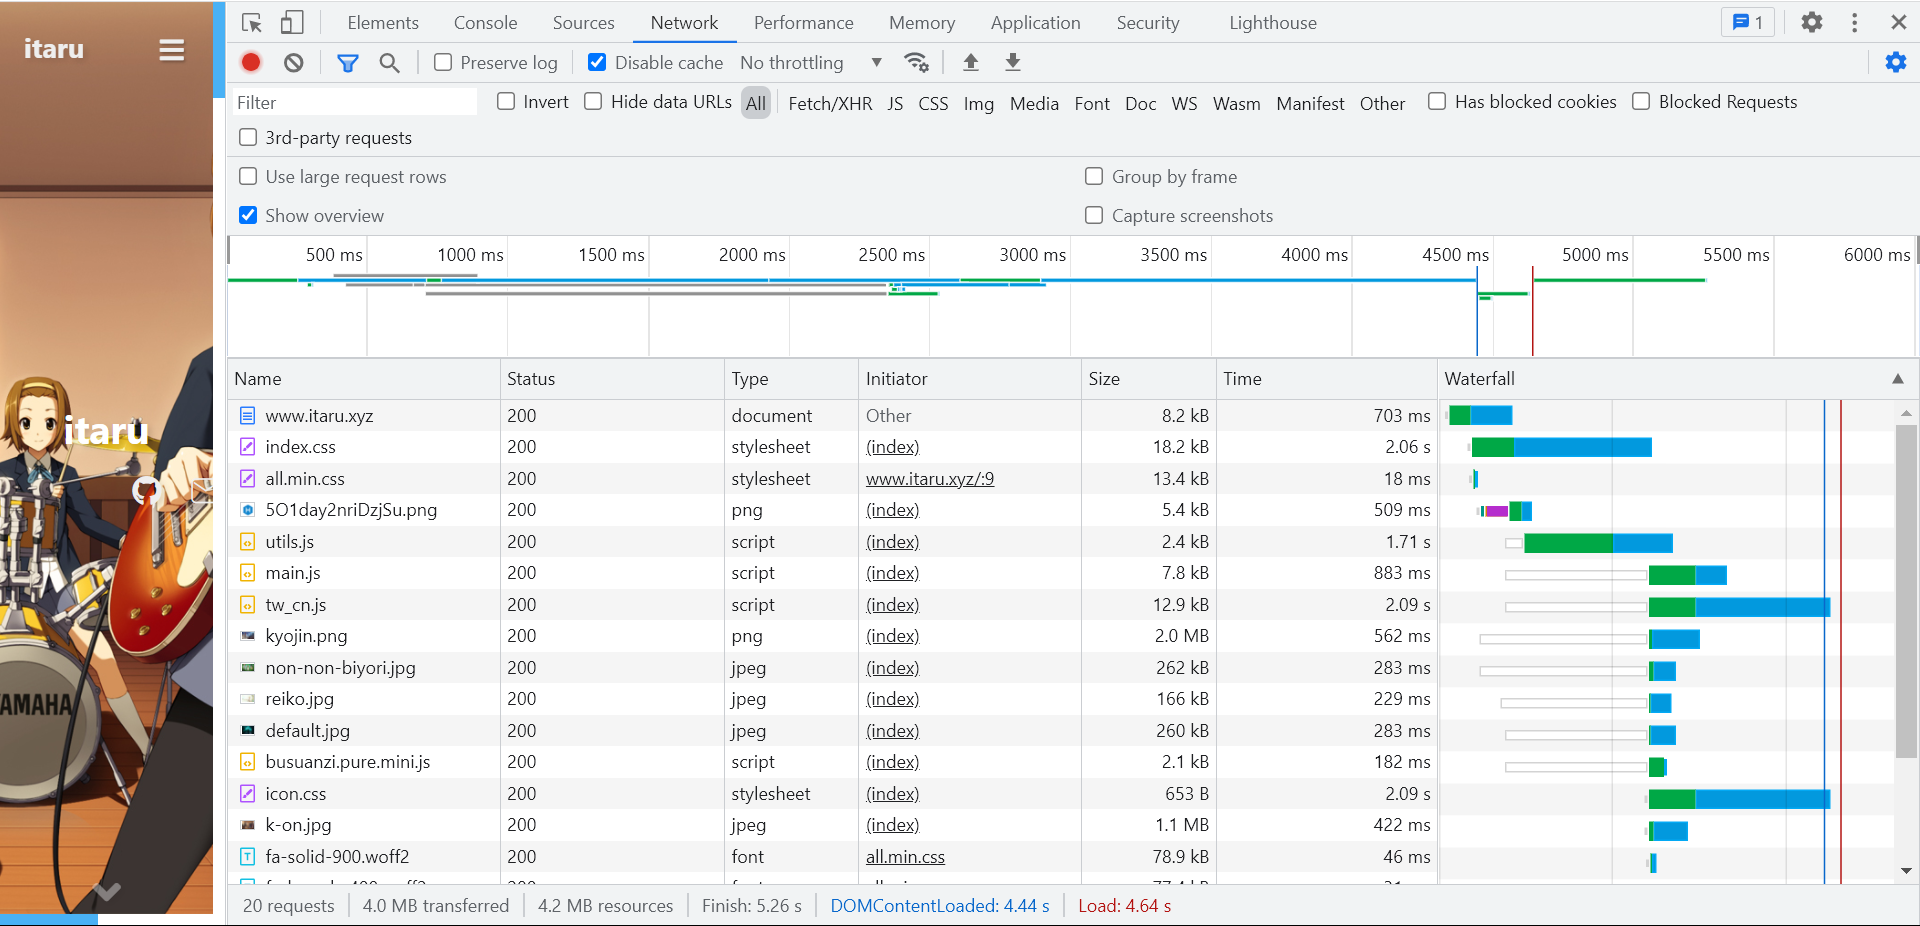 itaru
itaru
YAMAHA
Elements Console Sources Network Performance Memory Application Security Lighthouse 1
Preserve log Disable cache No throttling
Filter Invert Hide data URLs All Fetch/XHR JS CSS Img Media Font Doc WS Wasm Manifest Other Has blocked cookies Blocked Requests
3rd-party requests
Use large request rows Group by frame
Show overview Capture screenshots
500 ms 1000 ms 1500 ms 2000 ms 2500 ms 3000 ms 3500 ms 4000 ms 4500 ms 5000 ms 5500 ms 6000 ms
Name Status Type Initiator Size Time Waterfall
www.itaru.xyz 200 document Other 8.2 kB 703 ms
index.css 200 stylesheet (index) 18.2 kB 2.06 s
all.min.css 200 stylesheet www.itaru.xyz/:9 13.4 kB 18 ms
5O1day2nriDzjSu.png 200 png (index) 5.4 kB 509 ms
utils.js 200 script (index) 2.4 kB 1.71 s
main.js 200 script (index) 7.8 kB 883 ms
tw_cn.js 200 script (index) 12.9 kB 2.09 s
kyojin.png 200 png (index) 2.0 MB 562 ms
non-non-biyori.jpg 200 jpeg (index) 262 kB 283 ms
reiko.jpg 200 jpeg (index) 166 kB 229 ms
default.jpg 200 jpeg (index) 260 kB 283 ms
busuanzi.pure.mini.js 200 script (index) 2.1 kB 182 ms
icon.css 200 stylesheet (index) 653 B 2.09 s
k-on.jpg 200 jpeg (index) 1.1 MB 422 ms
fa-solid-900.woff2 200 font all.min.css 78.9 kB 46 ms
20 requests 4.0 MB transferred 4.2 MB resources Finish: 5.26 s DOMContentLoaded: 4.44 s Load: 4.64 s